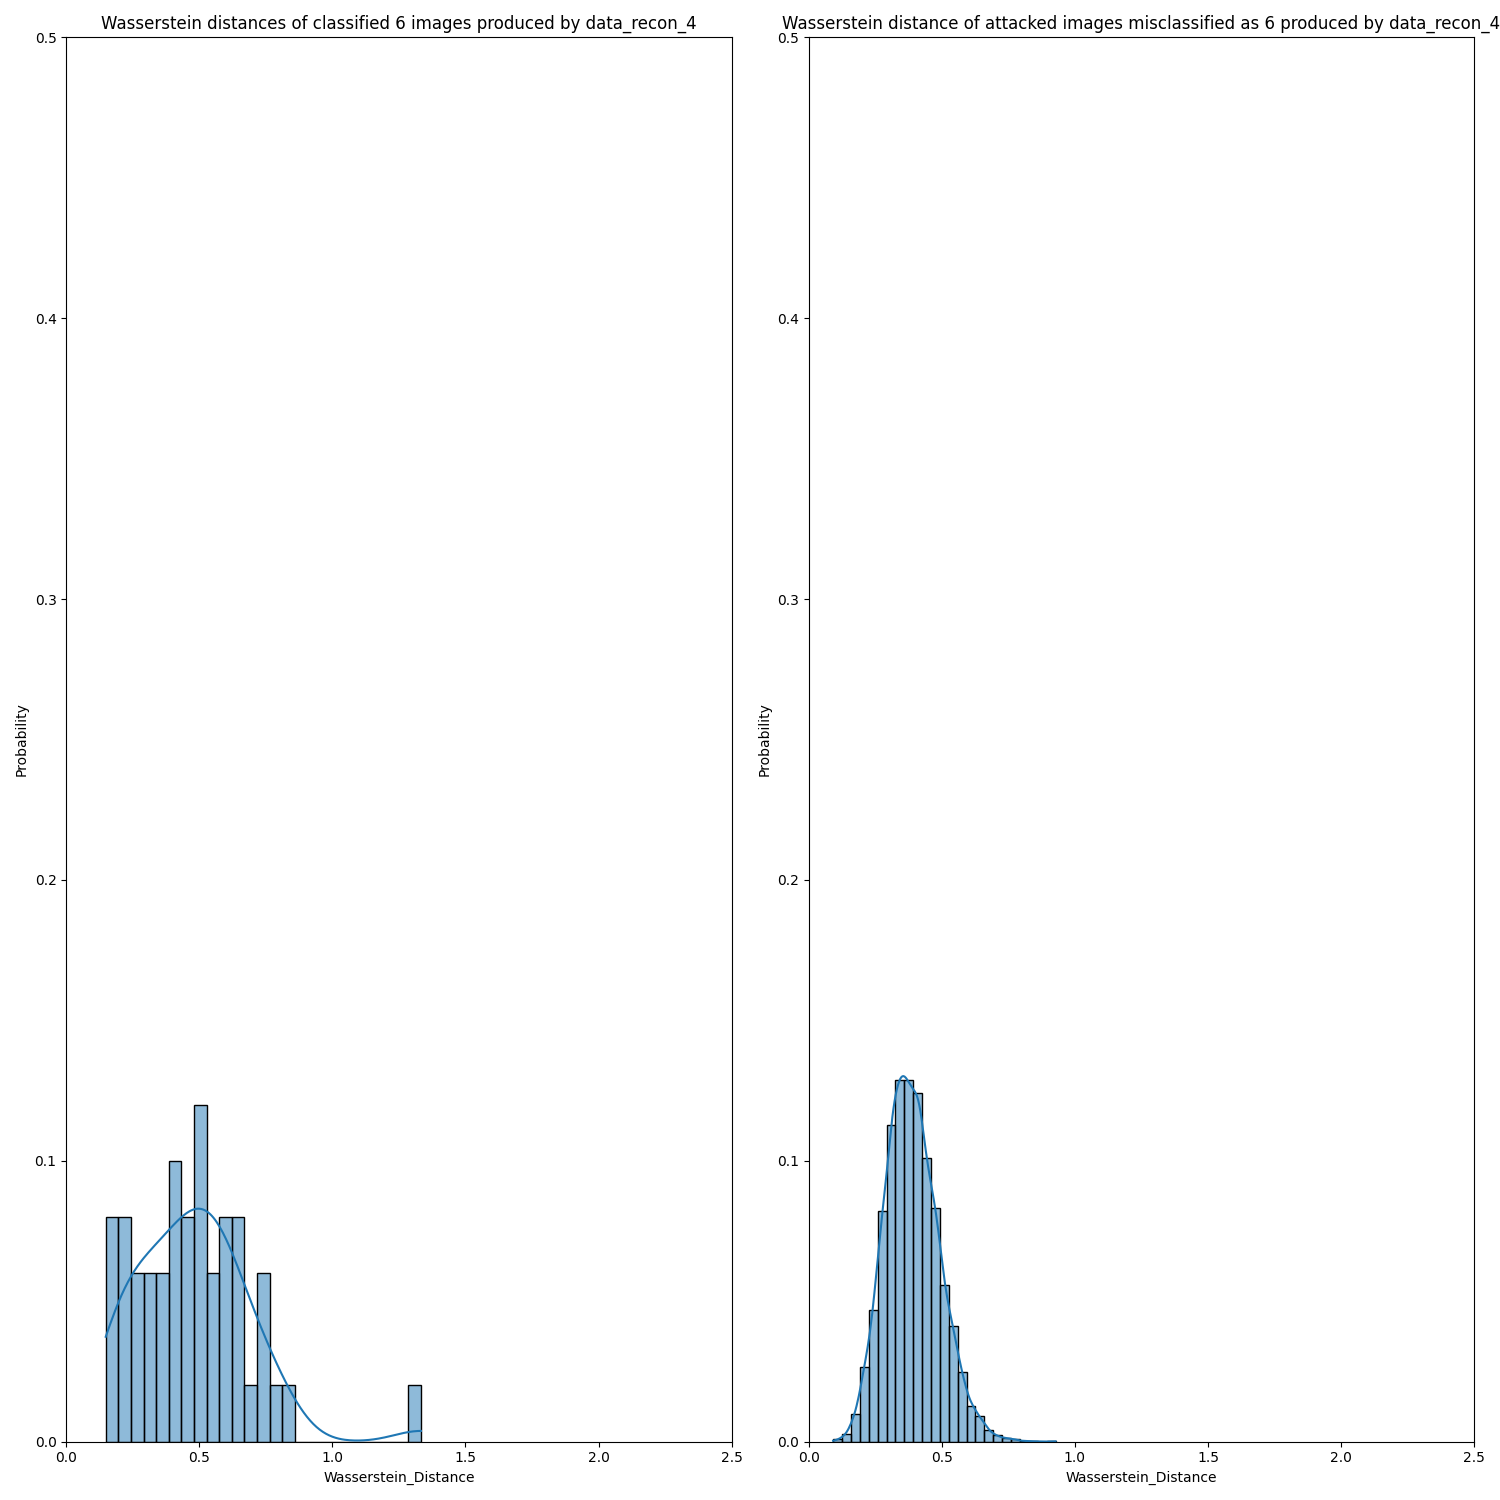 Wasserstein distances of classified 6 images produced by data_recon_4
0.5
0.4
0.3
0.2
0.1
0.0
Probability
0.0 0.5 1.0 1.5 2.0 2.5
Wasserstein_Distance
Wasserstein distance of attacked images misclassified as 6 produced by data_recon_4
0.5
0.4
0.3
0.2
0.1
0.0
Probability
0.0 0.5 1.0 1.5 2.0 2.5
Wasserstein_Distance